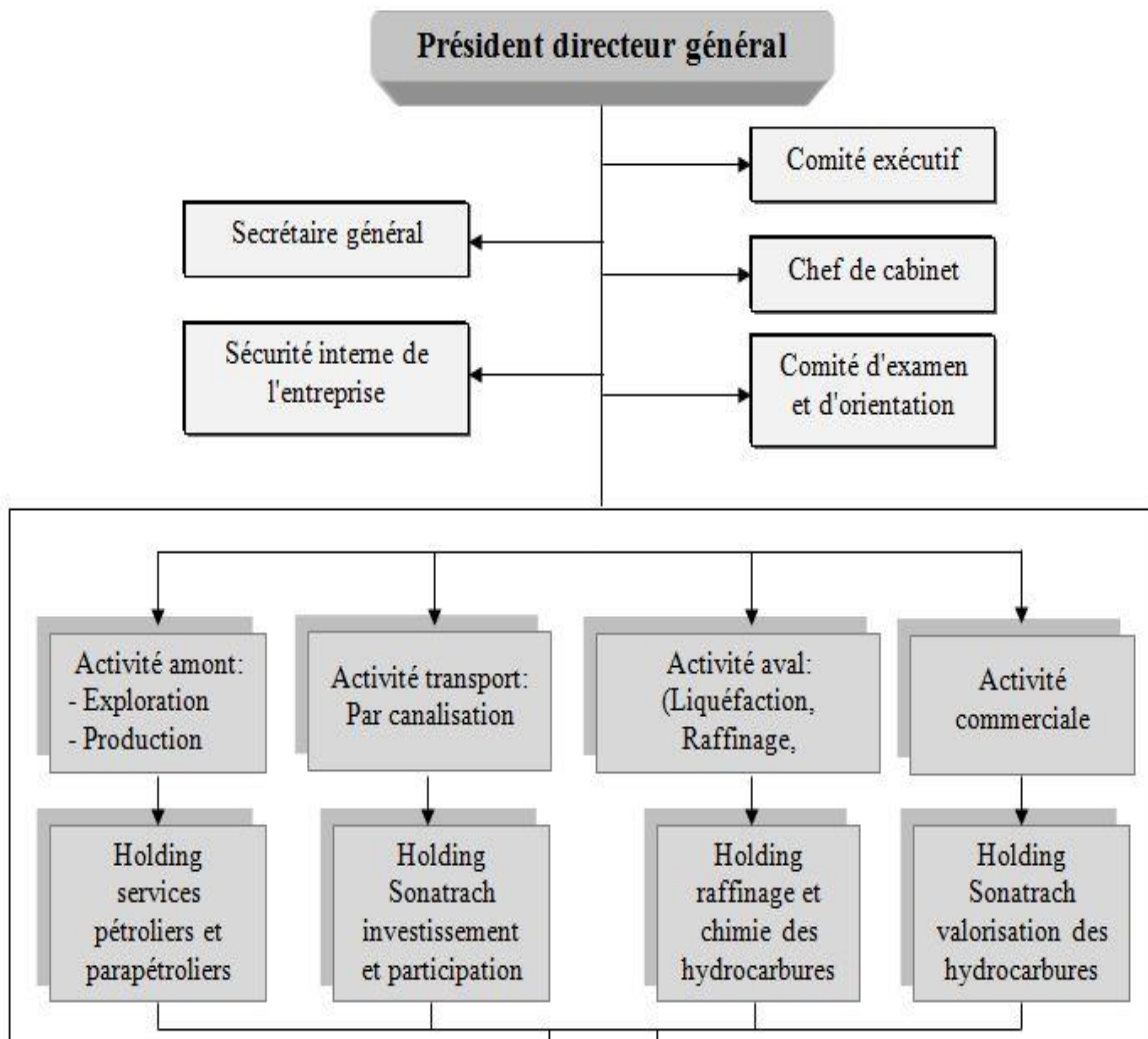 Président directeur général
Comité exécutif
Secrétaire général
Chef de cabinet
Sécurité interne de
l'entreprise
Comité d'examen
et d'orientation
Activité amont:
- Exploration
- Production
Activité transport:
Par canalisation
Activité aval:
(Liquéfaction,
Raffinage,
Activité
commerciale
Holding
services
pétroliers et
parapétroliers
Holding
Sonatrach
investissement
et participation
Holding
raffinage et
chimie des
hydrocarbures
Holding
Sonatrach
valorisation des
hydrocarbures